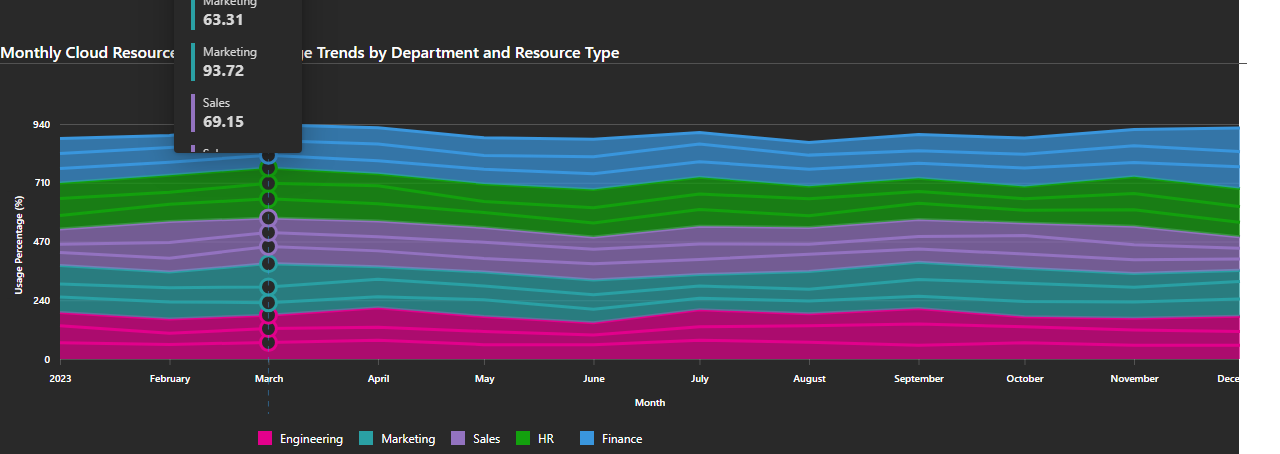 Marketing
63.31
Marketing
93.72
Sales
69.15
Monthly Cloud Resource ge Trends by Department and Resource Type
940
710
470
240
0
Usage Percentage (%)
2023 February March April May June July August September October November Dece
Month
Engineering Marketing Sales HR Finance